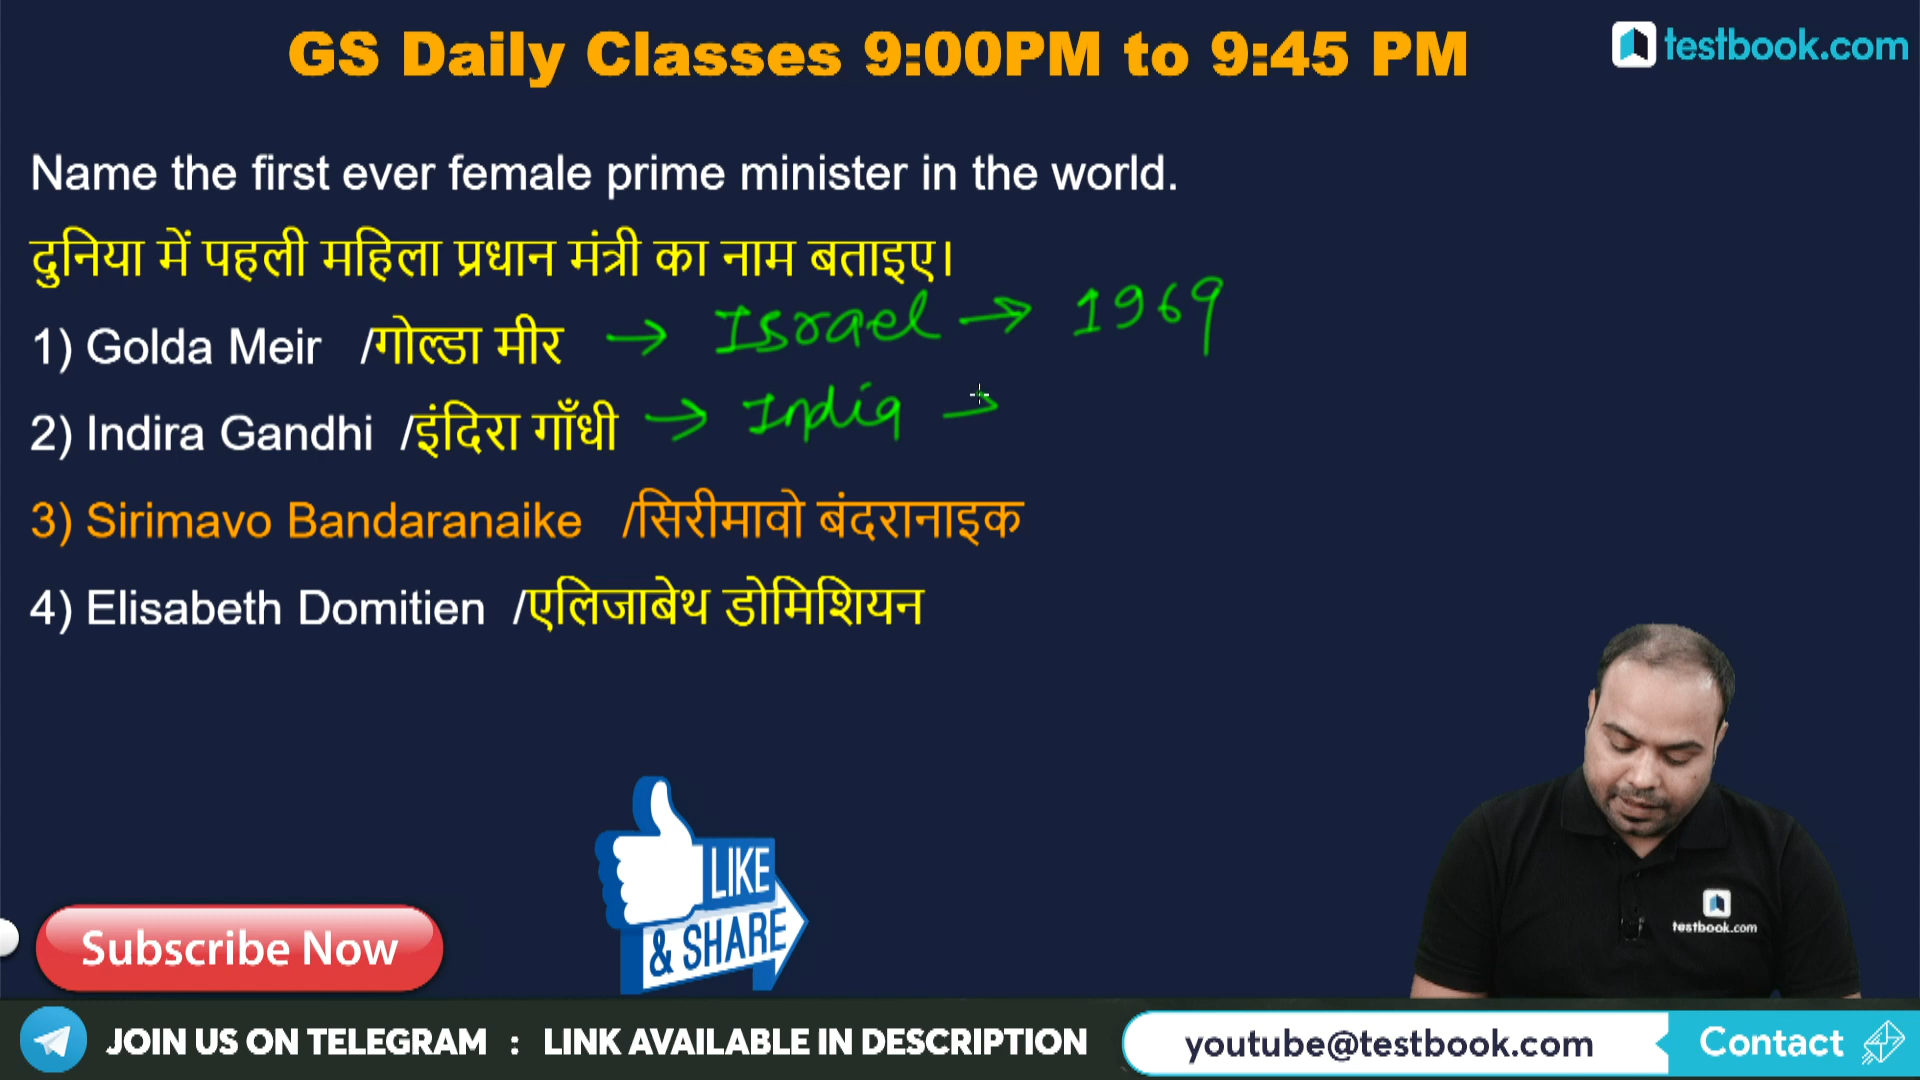 GS Daily Classes 9:00PM to 9:45 PM
testbook.com
Name the first ever female prime minister in the world.
दुनिया में पहली महिला प्रधान मंत्री का नाम बताइए।
1) Golda Meir /गोल्डा मीर → Israel → 1969
2) Indira Gandhi /इंदिरा गाँधी → India →
3) Sirimavo Bandaranaike /सिरीमावो बंदरानाइक
4) Elisabeth Domitien /एलिजाबेथ डोमिशियन
LIKE
& SHARE
testbook.com
Subscribe Now
JOIN US ON TELEGRAM : LINK AVAILABLE IN DESCRIPTION
youtube@testbook.com
Contact